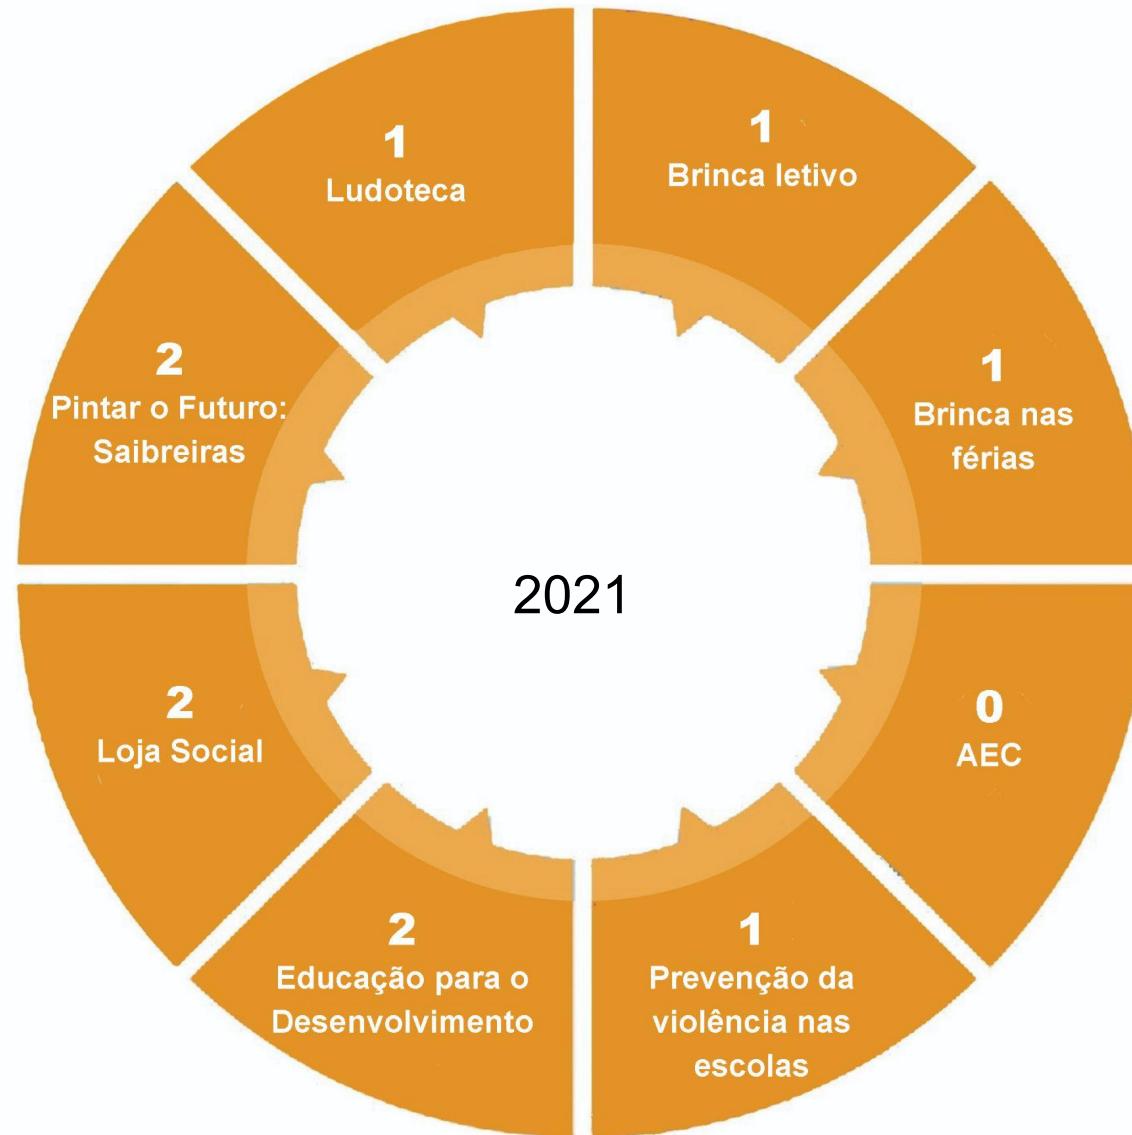 1
Ludoteca
1
Brinca letivo
2
Pintar o Futuro:
Saibreiras
1
Brinca nas
férias
2021
2
Loja Social
0
AEC
2
Educação para o
Desenvolvimento
1
Prevenção da
violência nas
escolas